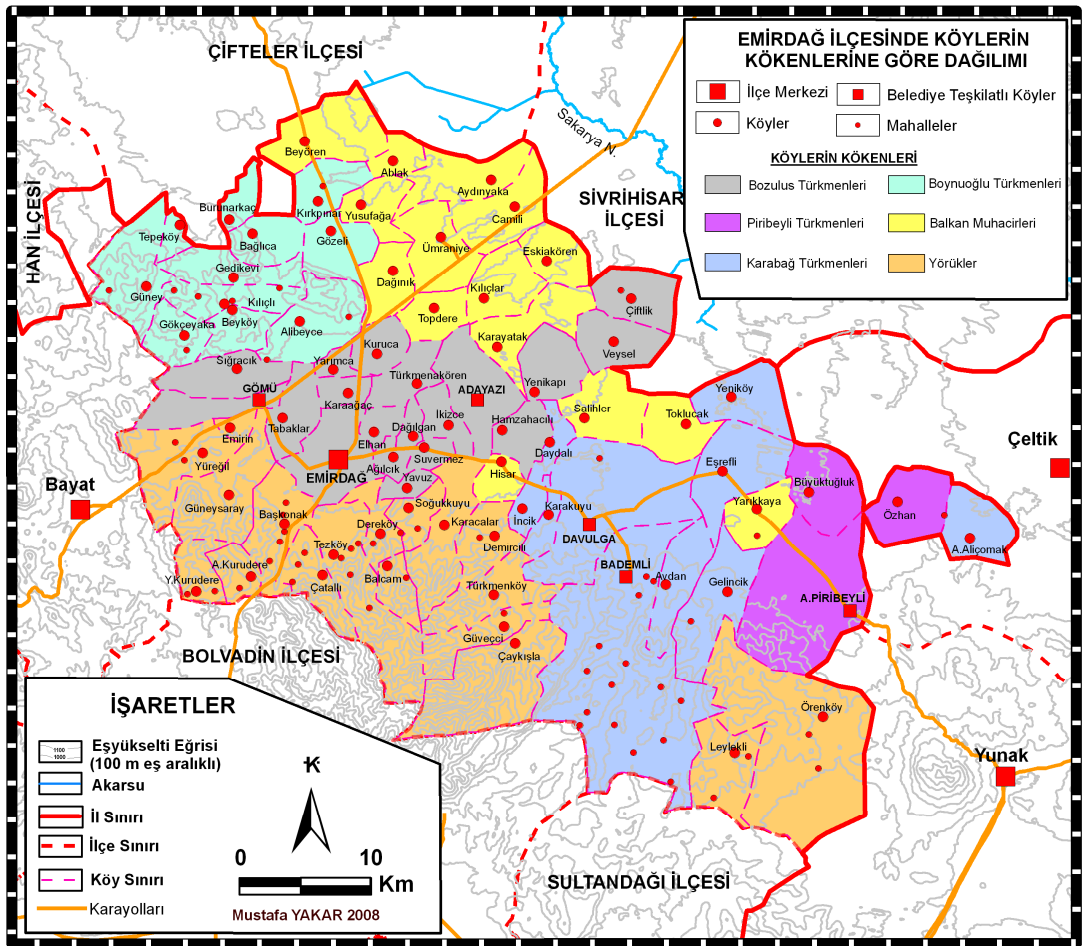 ÇİFTELER İLÇESİ
EMİRDAĞ İLÇESİNDE KÖYLERİN
KÖKENLERİNE GÖRE DAĞILIMI
İlçe Merkezi
Belediye Teşkilatlı Köyler
Köyler
Mahalleler
KÖYLERİN KÖKENLERİ
Bozulus Türkmenleri
Boynuoğlu Türkmenleri
Piribeyli Türkmenleri
Balkan Muhacirleri
Karabağ Türkmenleri
Yörükler
Sakarya N.
SİVRİHİSAR
İLÇESİ
HAN İLÇESİ
Beyören
Ablak
Aydınyaka
Camili
Burunarkaç
Kırkpınar
Yusufağa
Tepeköy
Bağlıca
Gözeli
Ümraniye
Eskiakören
Gedikevi
Dağınık
Güney
Kılıçlı
Kılıçlar
Çiftlik
Beyköy
Gökçeyaka
Alibeyce
Topdere
Karayatak
Veysel
Kuruca
Sığracık
Yarımca
Türkmenakören
Yenikapı
GÖMÜ
Karaağaç
ADAYAZI
Yeniköy
Tabaklar
İkizce
Hamzahacılı
Salihler
Toklucak
Emirin
Elhan
Dağılgan
Suvermez
Daydalı
Çeltik
Yüreğil
Ağılcık
EMİRDAĞ
Hisar
Eşrefli
Bayat
Yavuz
Büyüktuğluk
Güneysaray
Soğukkuyu
Yarıkkaya
Özhan
Başkonak
Dereköy
Karacalar
İncik
Karakuyu
DAVULGA
Tezköy
Demircili
A.Aliçomak
A.Kurudere
Balcam
BADEMLİ
Aydan
Gelincik
Y.Kurudere
Çatallı
Türkmenköy
A.PİRİBEYLİ
Güveçci
Çaykışla
BOLVADİN İLÇESİ
Örenköy
Leylekli
Yunak
SULTANDAĞI İLÇESİ
İŞARETLER
1100
1000
Eşyükselti Eğrisi
(100 m eş aralıklı)
Akarsu
İl Sınırı
İlçe Sınırı
Köy Sınırı
Karayolları
K
0
10
Km
Mustafa YAKAR 2008